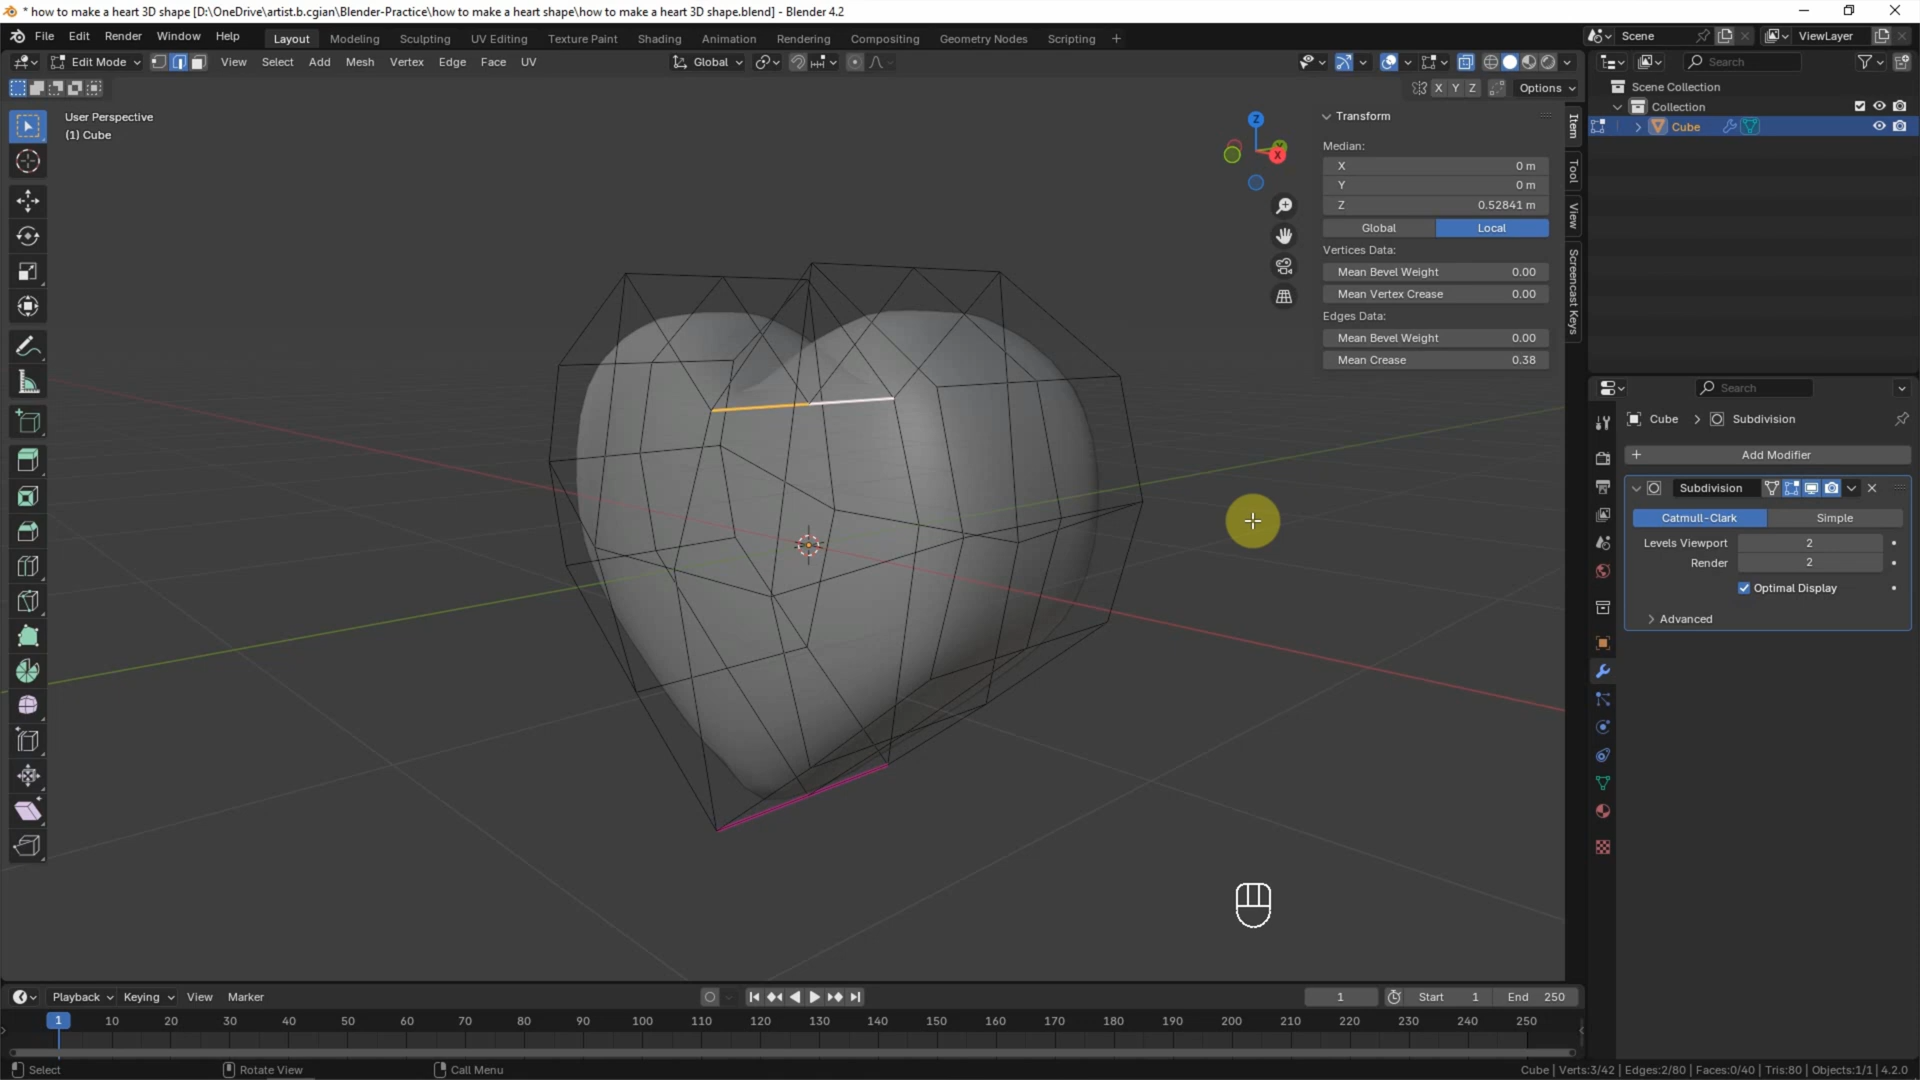 * how to make a heart 3D shape [D:\OneDrive\artist.b.cgian\Blender-Practice\how to make a heart shape\how to make a heart 3D shape.blend] - Blender 4.2
File Edit Render Window Help Layout Modeling Sculpting UV Editing Texture Paint Shading Animation Rendering Compositing Geometry Nodes Scripting + Scene ViewLayer
Edit Mode View Select Add Mesh Vertex Edge Face UV Global Search
X Y Z Options
Scene Collection
Collection
Cube
User Perspective
(1) Cube
Z
X
Transform
Median:
X 0 m
Y 0 m
Z 0.52841 m
Global Local
Vertices Data:
Mean Bevel Weight 0.00
Mean Vertex Crease 0.00
Edges Data:
Mean Bevel Weight 0.00
Mean Crease 0.38
Item
Tool
View
Screencast Keys
Search
Cube > Subdivision
+ Add Modifier
Subdivision
Catmull-Clark Simple
Levels Viewport 2
Render 2
Optimal Display
Advanced
Playback Keying View Marker 1 Start 1 End 250
1 10 20 30 40 50 60 70 80 90 100 110 120 130 140 150 160 170 180 190 200 210 220 230 240 250
Select Rotate View Call Menu Cube | Verts:3/42 | Edges:2/80 | Faces:0/40 | Tris:80 | Objects:1/1 | 4.2.0